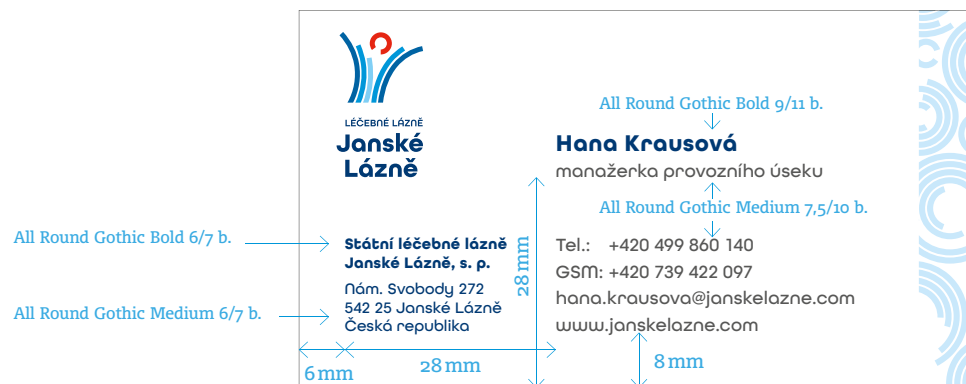 LÉČEBNÉ LÁZNĚ
Janské
Lázně
All Round Gothic Bold 9/11 b.
Hana Krausová
manažerka provozního úseku
All Round Gothic Medium 7,5/10 b.
All Round Gothic Bold 6/7 b.
Státní léčebné lázně
Janské Lázně, s. p.
All Round Gothic Medium 6/7 b.
Nám. Svobody 272
542 25 Janské Lázně
Česká republika
Tel.: +420 499 860 140
GSM: +420 739 422 097
hana.krausova@janskelazne.com
www.janskelazne.com
28 mm
6 mm
28 mm
8 mm